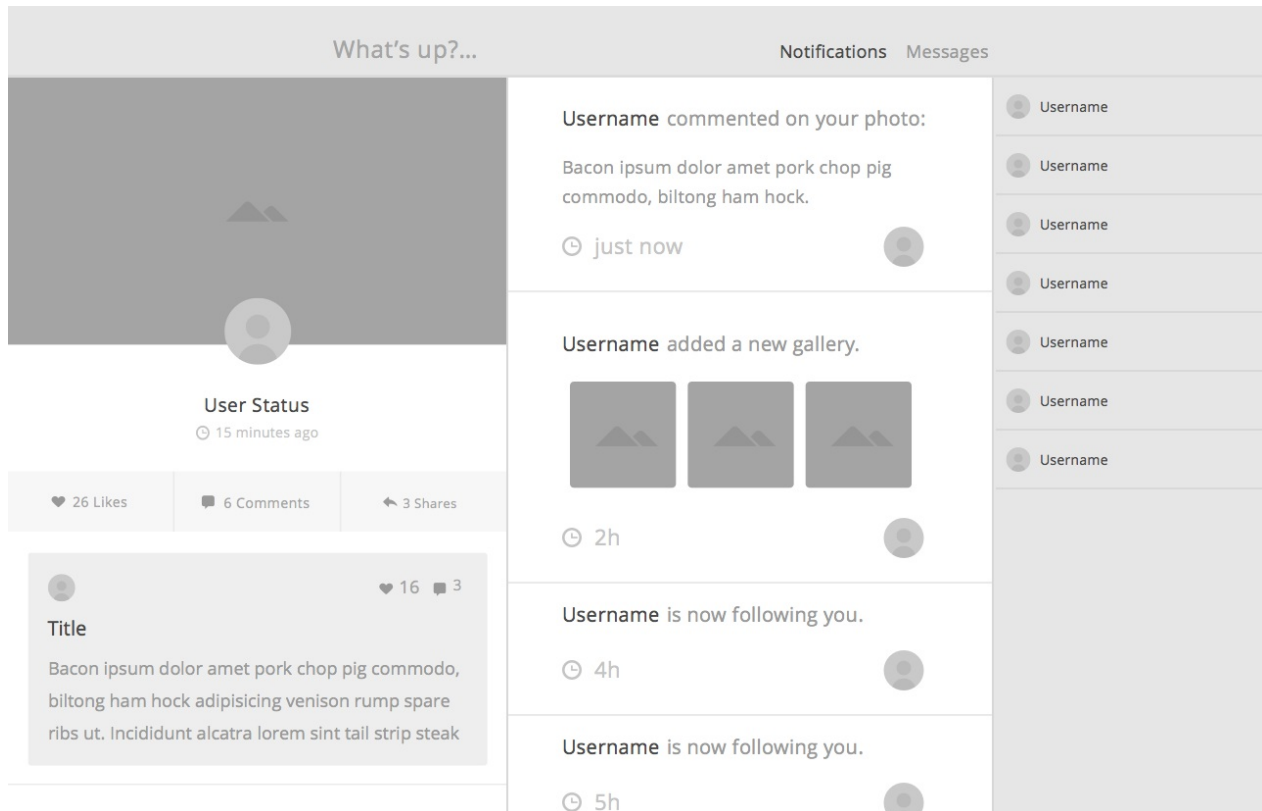 What's up?...
Notifications Messages
User Status
15 minutes ago
26 Likes
6 Comments
3 Shares
16 3
Title
Bacon ipsum dolor amet pork chop pig commodo,
biltong ham hock adipisicing venison rump spare
ribs ut. Incididunt alcatra lorem sint tail strip steak
Username commented on your photo:
Bacon ipsum dolor amet pork chop pig
commodo, biltong ham hock.
just now
Username added a new gallery.
2h
Username is now following you.
4h
Username is now following you.
5h
Username
Username
Username
Username
Username
Username
Username